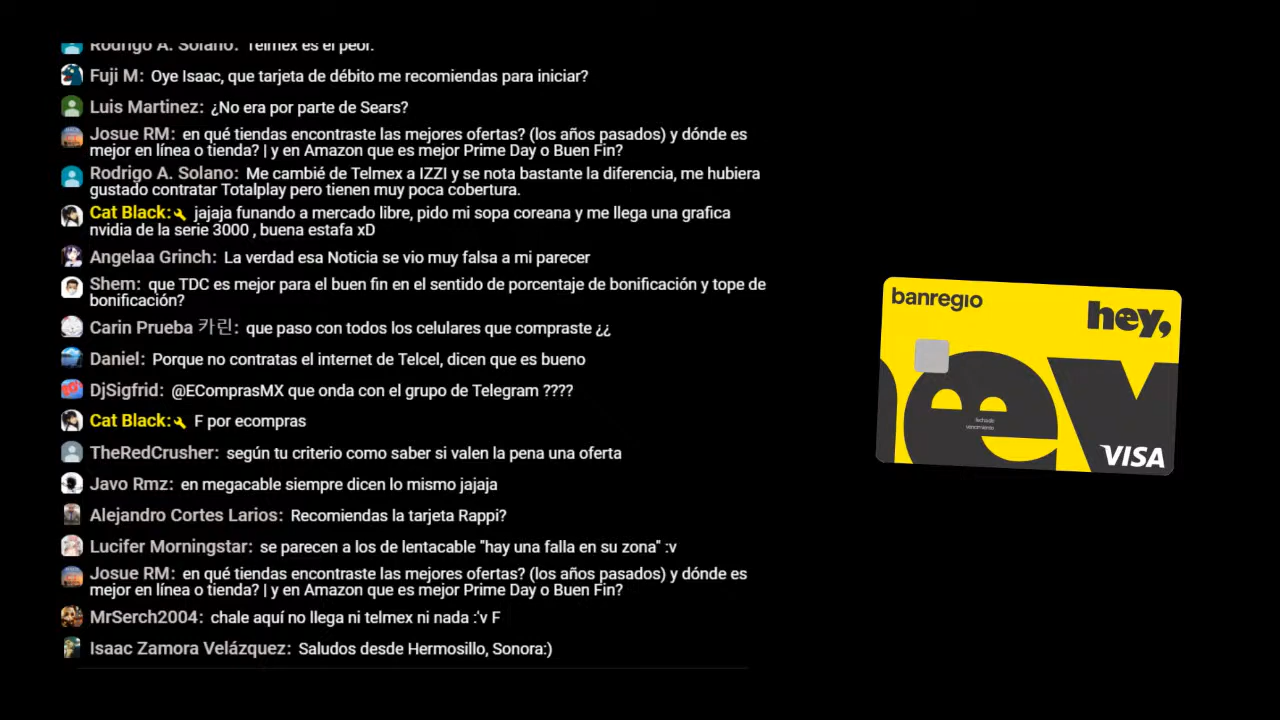 Rodrigo A. Solano: Telmex es el peor.
Fuji M: Oye Isaac, que tarjeta de débito me recomiendas para iniciar?
Luis Martinez: ¿No era por parte de Sears?
Josue RM: en qué tiendas encontraste las mejores ofertas? (los años pasados) y dónde es
mejor en línea o tienda? | y en Amazon que es mejor Prime Day o Buen Fin?
Rodrigo A. Solano: Me cambié de Telmex a IZZI y se nota bastante la diferencia, me hubiera
gustado contratar Totalplay pero tienen muy poca cobertura.
Cat Black: jajaja funando a mercado libre, pido mi sopa coreana y me llega una grafica
nvidia de la serie 3000 , buena estafa xD
Angelaa Grinch: La verdad esa Noticia se vio muy falsa a mi parecer
Shem: que TDC es mejor para el buen fin en el sentido de porcentaje de bonificación y tope de
bonificación?
Carin Prueba 카린: que paso con todos los celulares que compraste ¿¿
Daniel: Porque no contratas el internet de Telcel, dicen que es bueno
DjSigfrid: @EComprasMX que onda con el grupo de Telegram ????
Cat Black: F por ecompras
TheRedCrusher: según tu criterio como saber si valen la pena una oferta
Javo Rmz: en megacable siempre dicen lo mismo jajaja
Alejandro Cortes Larios: Recomiendas la tarjeta Rappi?
Lucifer Morningstar: se parecen a los de lentacable "hay una falla en su zona" :v
Josue RM: en qué tiendas encontraste las mejores ofertas? (los años pasados) y dónde es
mejor en línea o tienda? | y en Amazon que es mejor Prime Day o Buen Fin?
MrSerch2004: chale aquí no llega ni telmex ni nada :'v F
Isaac Zamora Velázquez: Saludos desde Hermosillo, Sonora:)
banregio
hey,
ey
VISA